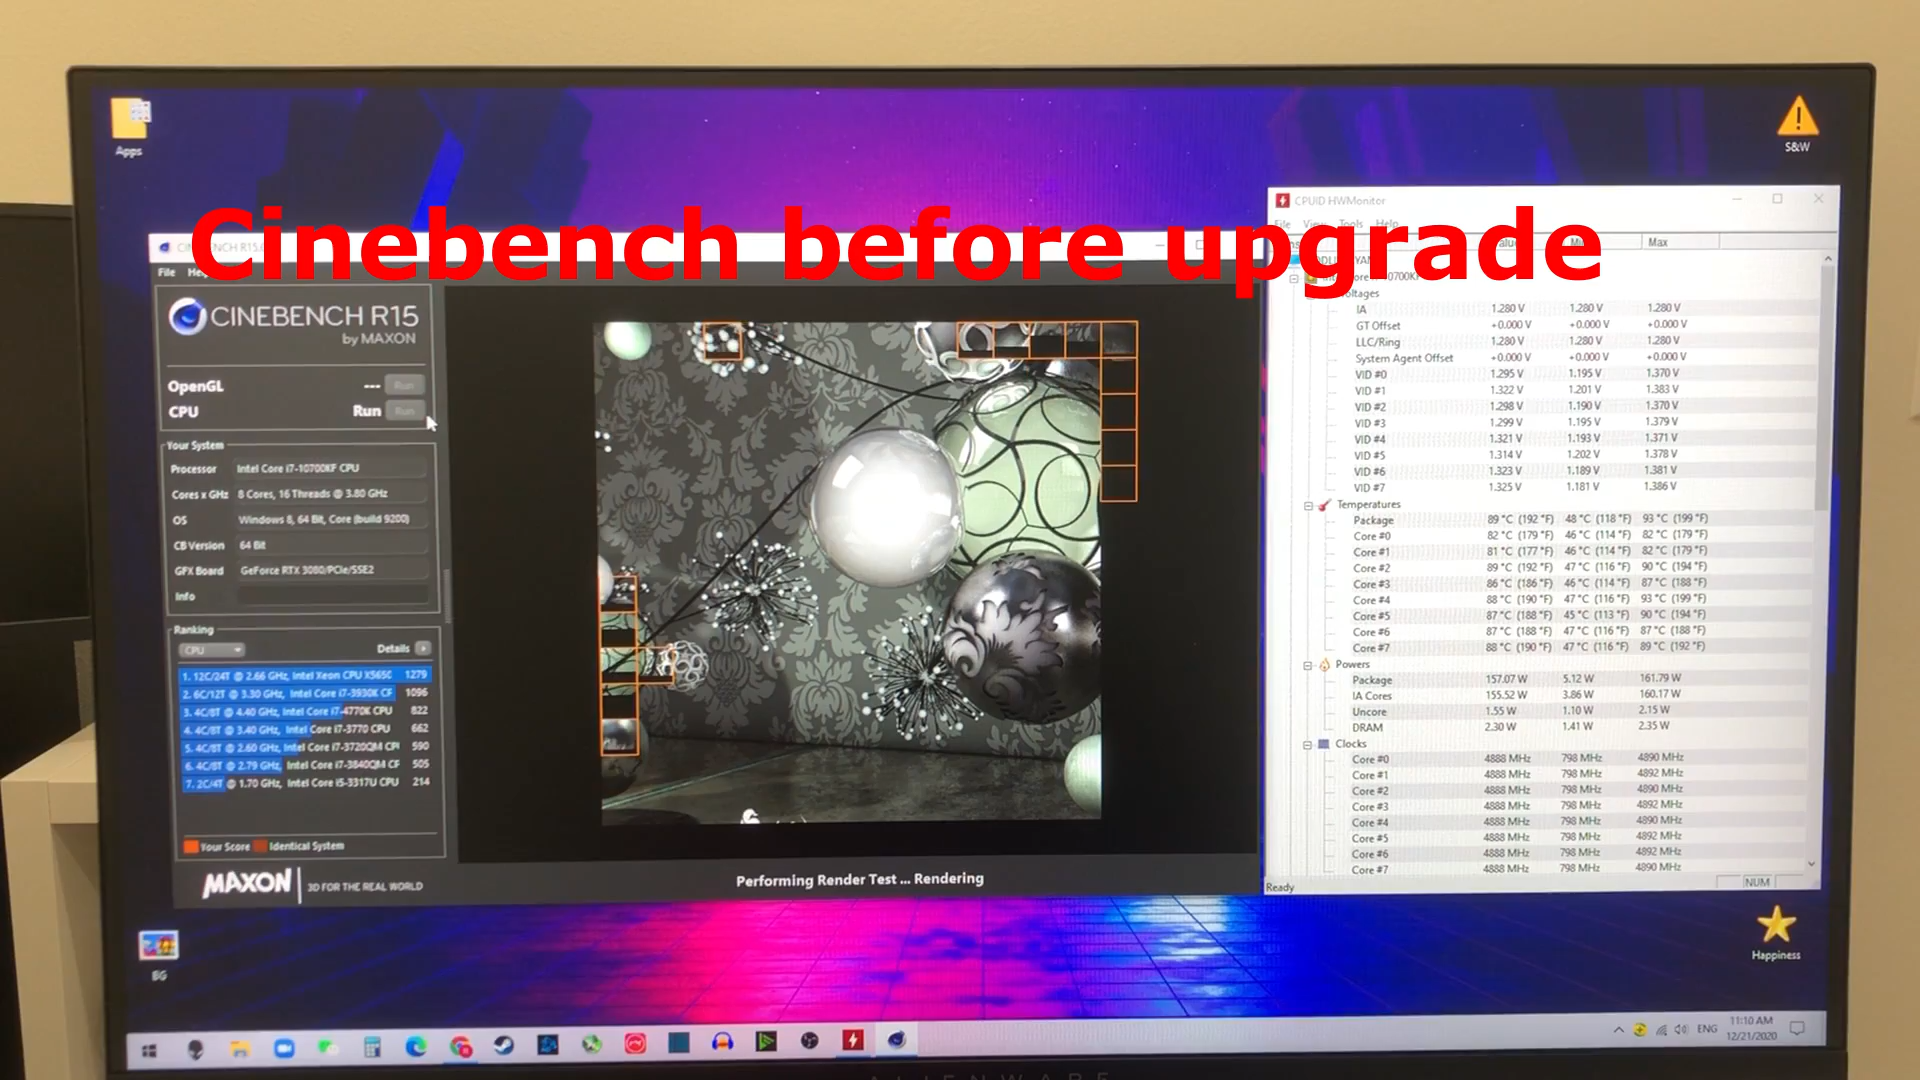 Apps
S&W
Cinebench before upgrade
CPUID HWMonitor
File View Tools Help
Max
File
CINEBENCH R15
by MAXON
OpenGL --- Run
CPU Run Run
Your System
Processor Intel Core i7-10700KF CPU
Cores x GHz 8 Cores, 16 Threads @ 3.80 GHz
OS Windows 8, 64 Bit, Core (build 9200)
CB Version 64 Bit
GFX Board GeForce RTX 3080/PCIe/SSE2
Info
Ranking
CPU Details
1. 12C/24T @ 2.66 GHz, Intel Xeon CPU X5650 1279
2. 6C/12T @ 3.30 GHz, Intel Core i7-3930K CF 1096
3. 4C/8T @ 4.40 GHz, Intel Core i7-4770K CPU 822
4. 4C/8T @ 3.40 GHz, Intel Core i7-3770 CPU 662
5. 4C/8T @ 2.60 GHz, Intel Core i7-3720QM CPI 590
6. 4C/8T @ 2.79 GHz, Intel Core i7-3840QM CF 505
7. 2C/4T @ 1.70 GHz, Intel Core i5-3317U CPU 214
Your Score Identical System
MAXON 3D FOR THE REAL WORLD
Performing Render Test ... Rendering
IA 1.280 V 1.280 V 1.280 V
GT Offset +0.000 V +0.000 V +0.000 V
LLC/Ring 1.280 V 1.280 V 1.280 V
System Agent Offset +0.000 V +0.000 V +0.000 V
VID #0 1.295 V 1.195 V 1.370 V
VID #1 1.322 V 1.201 V 1.383 V
VID #2 1.298 V 1.190 V 1.370 V
VID #3 1.299 V 1.195 V 1.379 V
VID #4 1.321 V 1.193 V 1.371 V
VID #5 1.314 V 1.202 V 1.378 V
VID #6 1.323 V 1.189 V 1.381 V
VID #7 1.325 V 1.181 V 1.386 V
Temperatures
Package 89 °C (192 °F) 48 °C (118 °F) 93 °C (199 °F)
Core #0 82 °C (179 °F) 46 °C (114 °F) 82 °C (179 °F)
Core #1 81 °C (177 °F) 46 °C (114 °F) 82 °C (179 °F)
Core #2 89 °C (192 °F) 47 °C (116 °F) 90 °C (194 °F)
Core #3 86 °C (186 °F) 46 °C (114 °F) 87 °C (188 °F)
Core #4 88 °C (190 °F) 47 °C (116 °F) 93 °C (199 °F)
Core #5 87 °C (188 °F) 45 °C (113 °F) 90 °C (194 °F)
Core #6 87 °C (188 °F) 47 °C (116 °F) 87 °C (188 °F)
Core #7 88 °C (190 °F) 47 °C (116 °F) 89 °C (192 °F)
Powers
Package 157.07 W 5.12 W 161.79 W
IA Cores 155.52 W 3.86 W 160.17 W
Uncore 1.55 W 1.10 W 2.15 W
DRAM 2.30 W 1.41 W 2.35 W
Clocks
Core #0 4888 MHz 798 MHz 4890 MHz
Core #1 4888 MHz 798 MHz 4892 MHz
Core #2 4888 MHz 798 MHz 4890 MHz
Core #3 4888 MHz 798 MHz 4892 MHz
Core #4 4888 MHz 798 MHz 4890 MHz
Core #5 4888 MHz 798 MHz 4892 MHz
Core #6 4888 MHz 798 MHz 4892 MHz
Core #7 4888 MHz 798 MHz 4890 MHz
Ready NUM
BG
Happiness
ENG
11:10 AM
12/21/2020
ALIENWARE